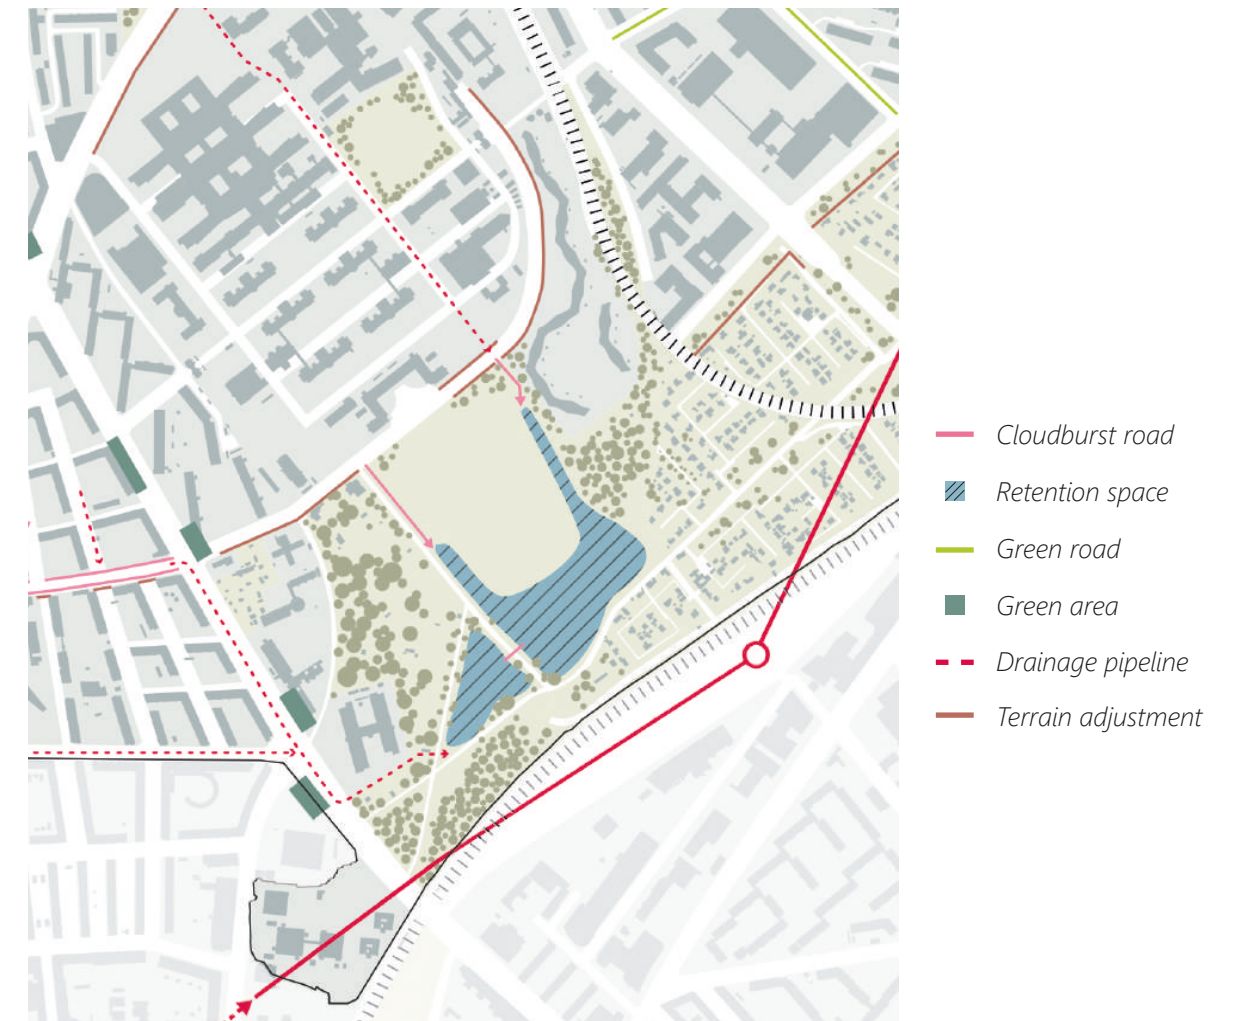 Cloudburst road
Retention space
Green road
Green area
Drainage pipeline
Terrain adjustment